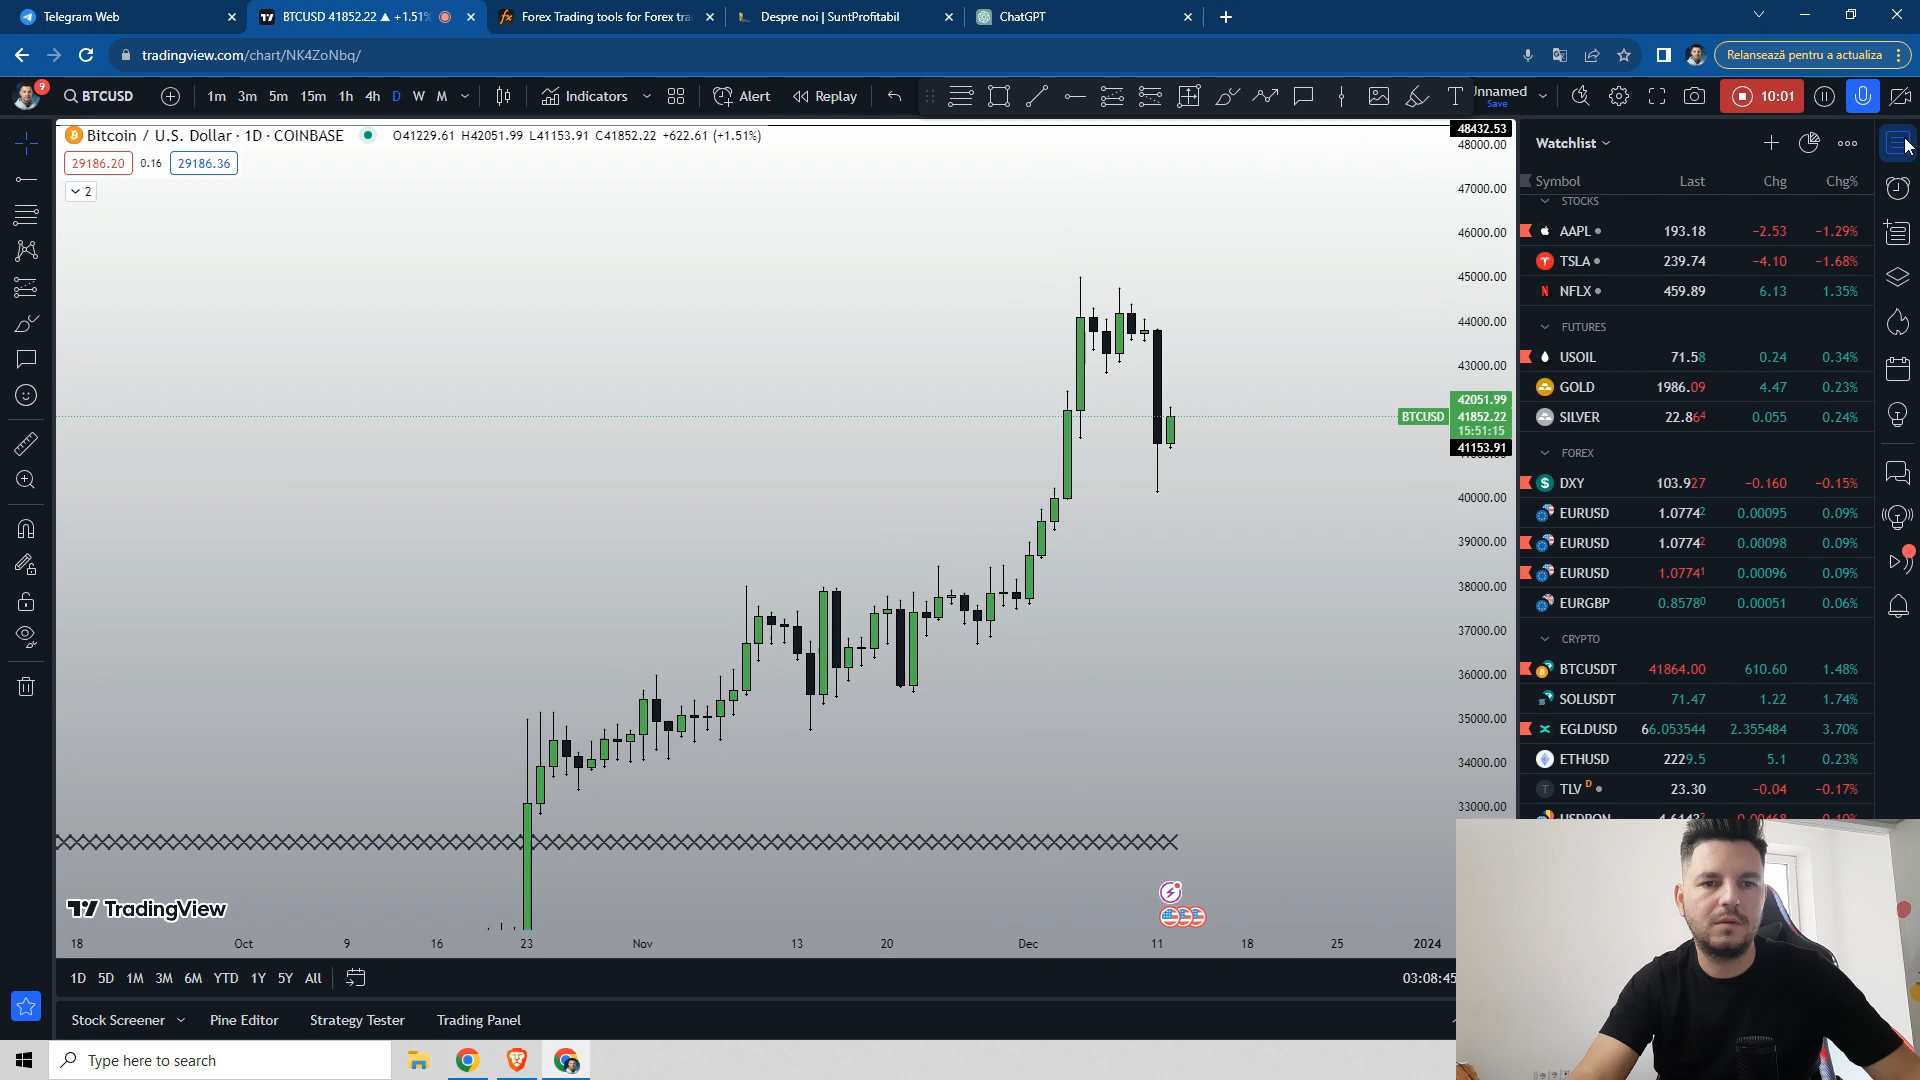 Telegram Web
BTCUSD 41852.22 ▲ +1.51%
Forex Trading tools for Forex tra
Despre noi | SuntProfitabil
ChatGPT
tradingview.com/chart/NK4ZoNbq/
Relansează pentru a actualiza
9
BTCUSD
1m 3m 5m 15m 1h 4h D W M
Indicators
Alert
Replay
Unnamed
Save
10:01
Bitcoin / U.S. Dollar · 1D · COINBASE
O41229.61 H42051.99 L41153.91 C41852.22 +622.61 (+1.51%)
29186.20 0.16 29186.36
2
48432.53
48000.00
47000.00
46000.00
45000.00
44000.00
43000.00
42051.99
BTCUSD 41852.22
15:51:15
41153.91
40000.00
39000.00
38000.00
37000.00
36000.00
35000.00
34000.00
33000.00
TradingView
18 Oct 9 16 23 Nov 13 20 Dec 11 18 25 2024
1D 5D 1M 3M 6M YTD 1Y 5Y All
03:08:45
Stock Screener
Pine Editor
Strategy Tester
Trading Panel
Watchlist
Symbol Last Chg Chg%
STOCKS
AAPL 193.18 −2.53 −1.29%
TSLA 239.74 −4.10 −1.68%
NFLX 459.89 6.13 1.35%
FUTURES
USOIL 71.58 0.24 0.34%
GOLD 1986.09 4.47 0.23%
SILVER 22.864 0.055 0.24%
FOREX
DXY 103.927 −0.160 −0.15%
EURUSD 1.07742 0.00095 0.09%
EURUSD 1.07742 0.00098 0.09%
EURUSD 1.07741 0.00096 0.09%
EURGBP 0.85780 0.00051 0.06%
CRYPTO
BTCUSDT 41864.00 610.60 1.48%
SOLUSDT 71.47 1.22 1.74%
EGLDUSD 66.053544 2.355484 3.70%
ETHUSD 2229.5 5.1 0.23%
TLV D 23.30 −0.04 −0.17%
Type here to search